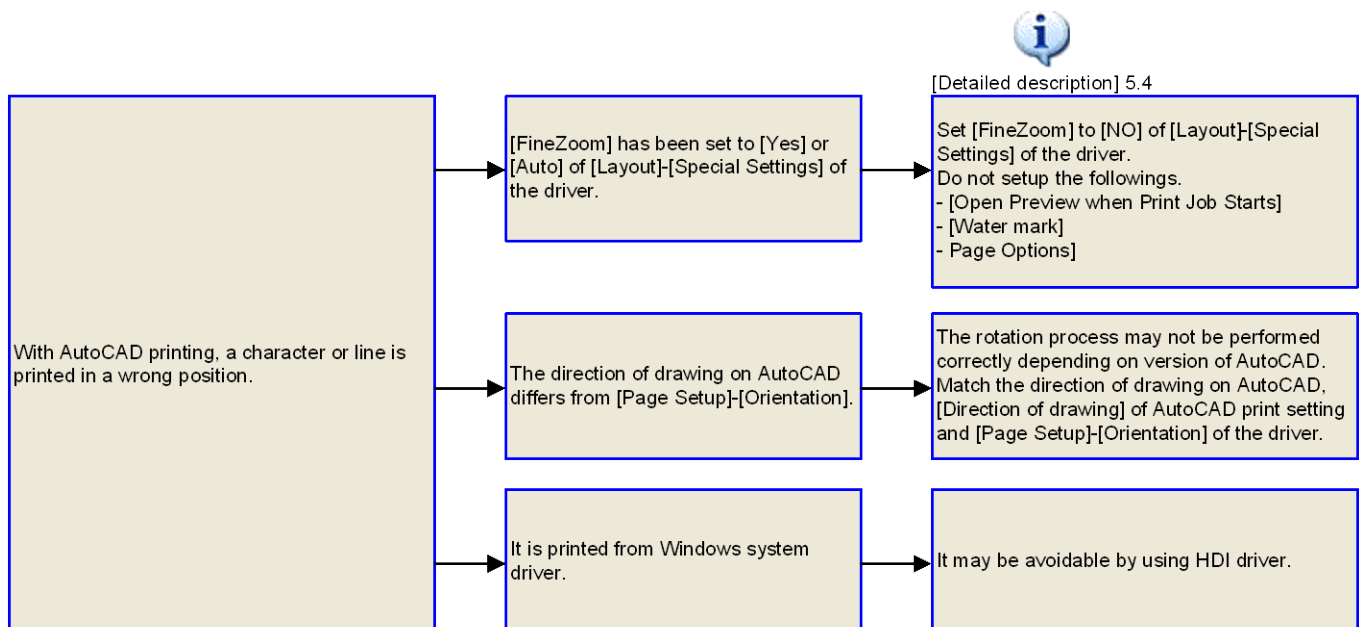 [Detailed description] 5.4
With AutoCAD printing, a character or line is
printed in a wrong position.
[FineZoom] has been set to [Yes] or
[Auto] of [Layout]-[Special Settings] of
the driver.
Set [FineZoom] to [NO] of [Layout]-[Special
Settings] of the driver.
Do not setup the followings.
- [Open Preview when Print Job Starts]
- [Water mark]
- Page Options]
The direction of drawing on AutoCAD
differs from [Page Setup]-[Orientation].
The rotation process may not be performed
correctly depending on version of AutoCAD.
Match the direction of drawing on AutoCAD,
[Direction of drawing] of AutoCAD print setting
and [Page Setup]-[Orientation] of the driver.
It is printed from Windows system
driver.
It may be avoidable by using HDI driver.